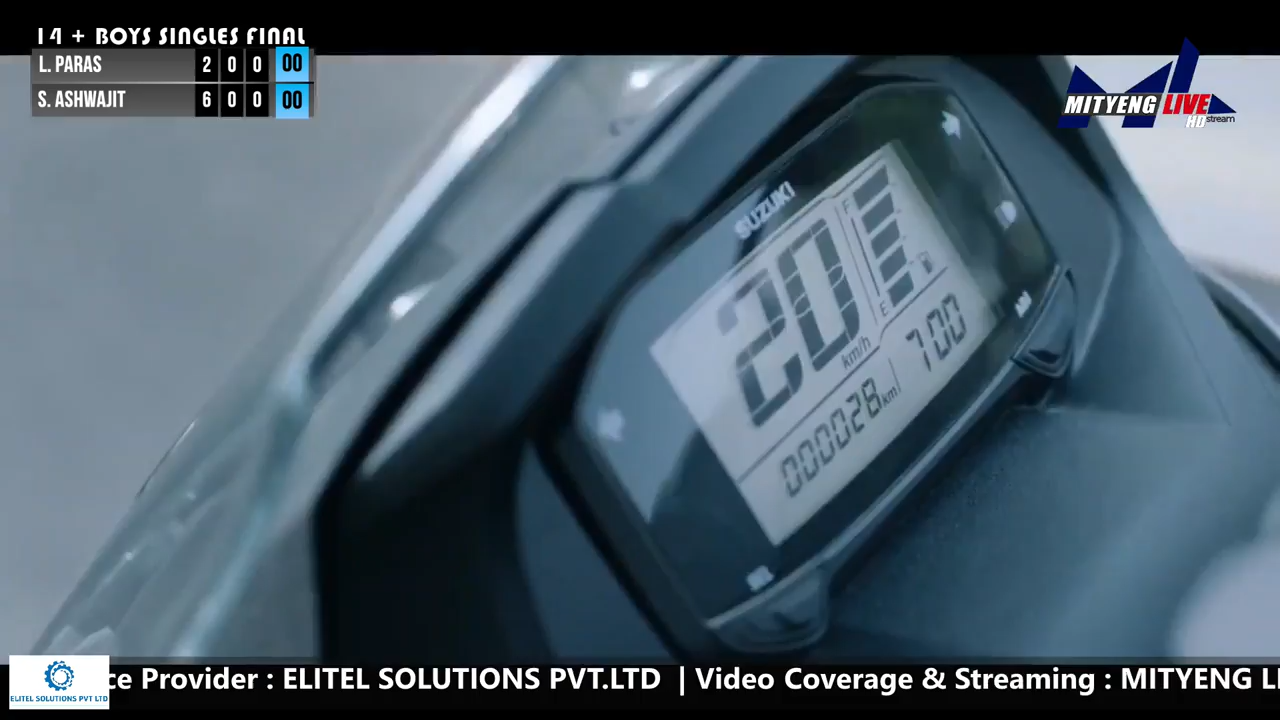 14 + BOYS SINGLES FINAL
L. PARAS 2 0 0 00
S. ASHWAJIT 6 0 0 00
MITYENG LIVE
HD stream
SUZUKI
F
20
km/h
E
000028 km 7:00
ce Provider : ELITEL SOLUTIONS PVT.LTD | Video Coverage & Streaming : MITYENG LI
ELITEL SOLUTIONS PVT LTD